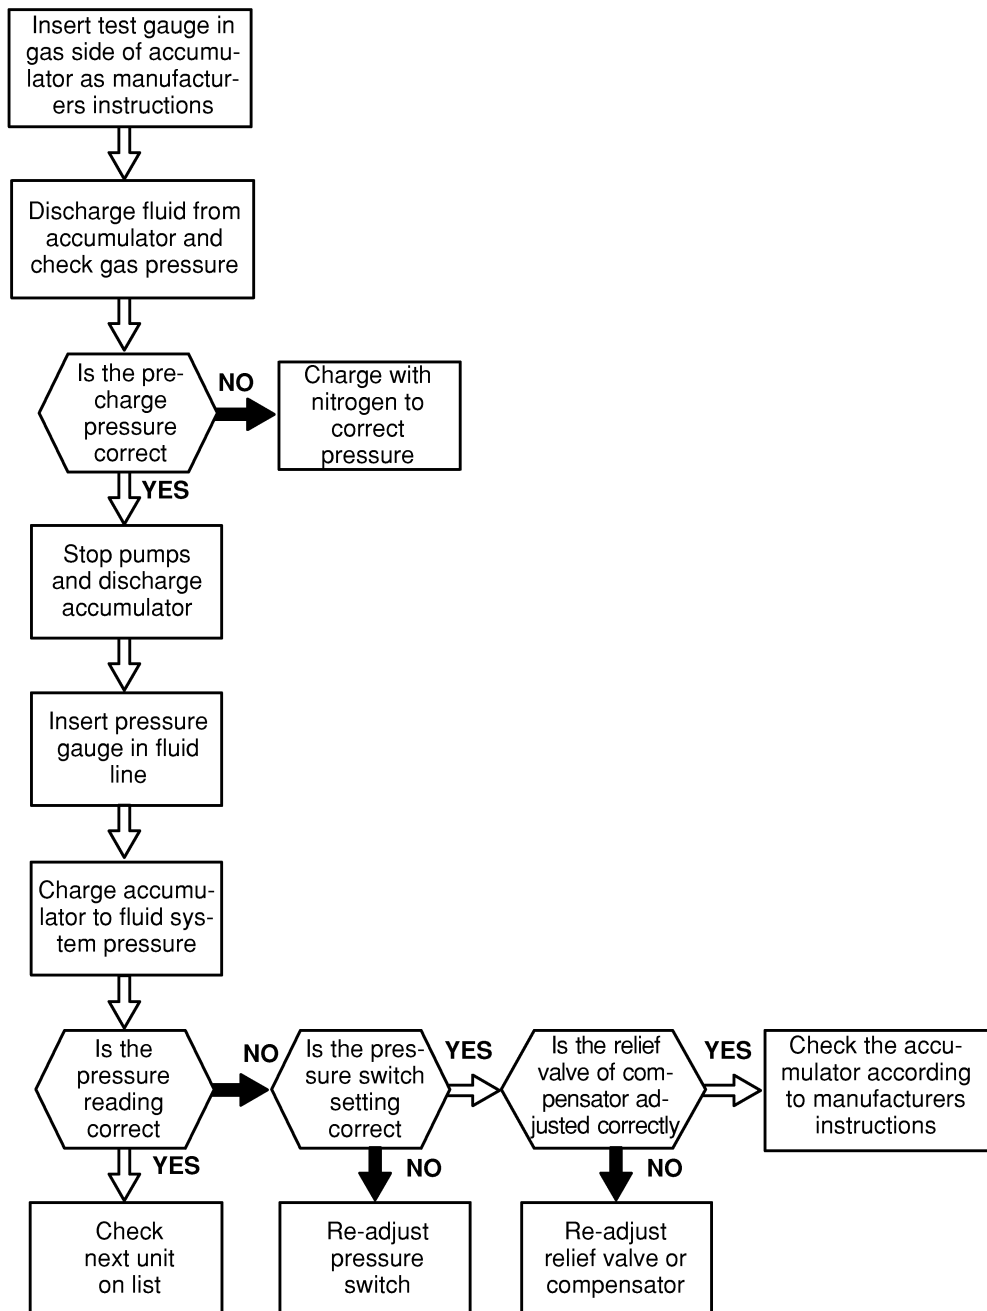 Insert test gauge in
gas side of accumu-
lator as manufactur-
ers instructions
Discharge fluid from
accumulator and
check gas pressure
Is the pre-
charge
pressure
correct
NO
Charge with
nitrogen to
correct
pressure
YES
Stop pumps
and discharge
accumulator
Insert pressure
gauge in fluid
line
Charge accumu-
lator to fluid sys-
tem pressure
Is the
pressure
reading
correct
NO
Is the pres-
sure switch
setting
correct
YES
Is the relief
valve of com-
pensator ad-
justed correctly
YES
Check the accu-
mulator according
to manufacturers
instructions
YES
NO
NO
Check
next unit
on list
Re-adjust
pressure
switch
Re-adjust
relief valve or
compensator